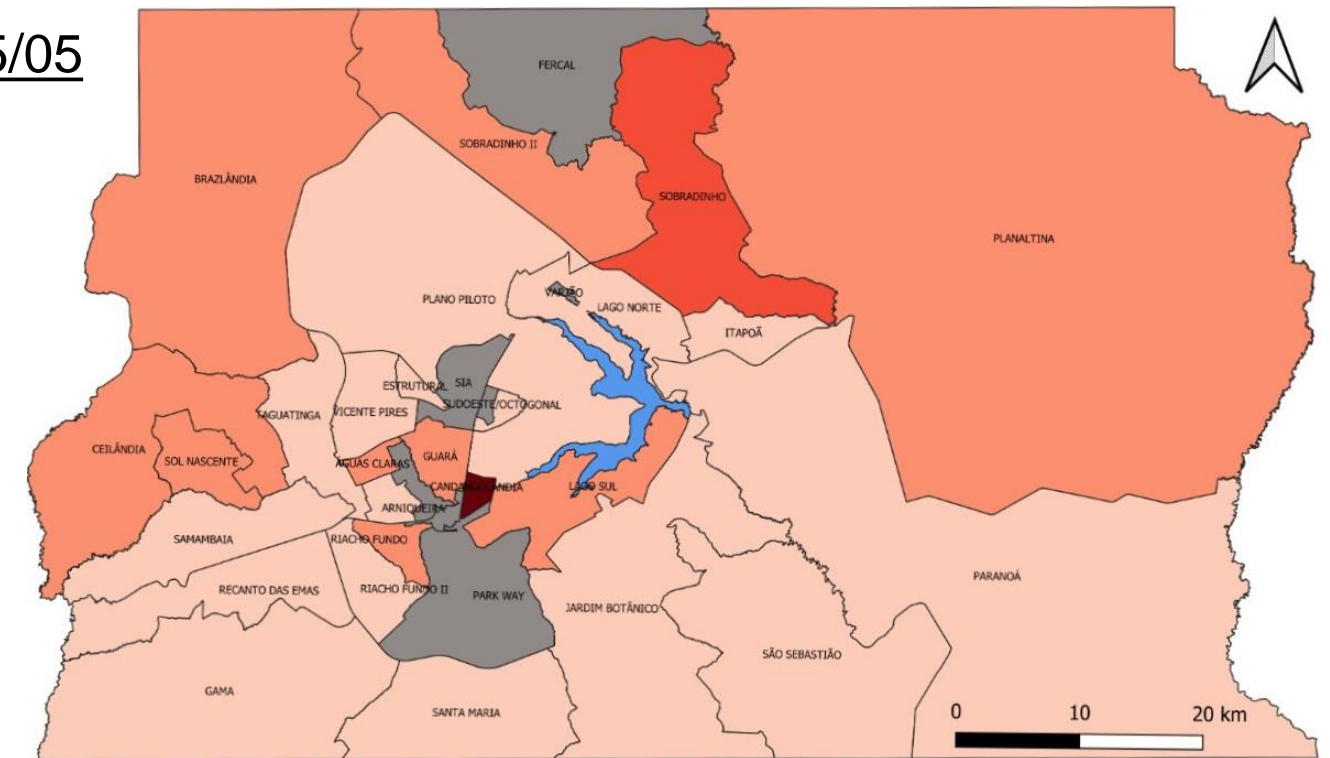 5/05
FERCAL
SOBRADINHO II
BRAZLÂNDIA
SOBRADINHO
PLANALTINA
VARJÃO
PLANO PILOTO
LAGO NORTE
ITAPOÃ
ESTRUTURAL
SIA
SUDOESTE/OCTOGONAL
TAGUATINGA
VICENTE PIRES
CEILÂNDIA
SOL NASCENTE
GUARÁ
ÁGUAS CLARAS
CANDANGOLÂNDIA
LAGO SUL
ARNIQUEIRA
SAMAMBAIA
RIACHO FUNDO
RECANTO DAS EMAS
RIACHO FUNDO II
PARK WAY
PARANOÁ
JARDIM BOTÂNICO
SÃO SEBASTIÃO
GAMA
SANTA MARIA
0 10 20 km